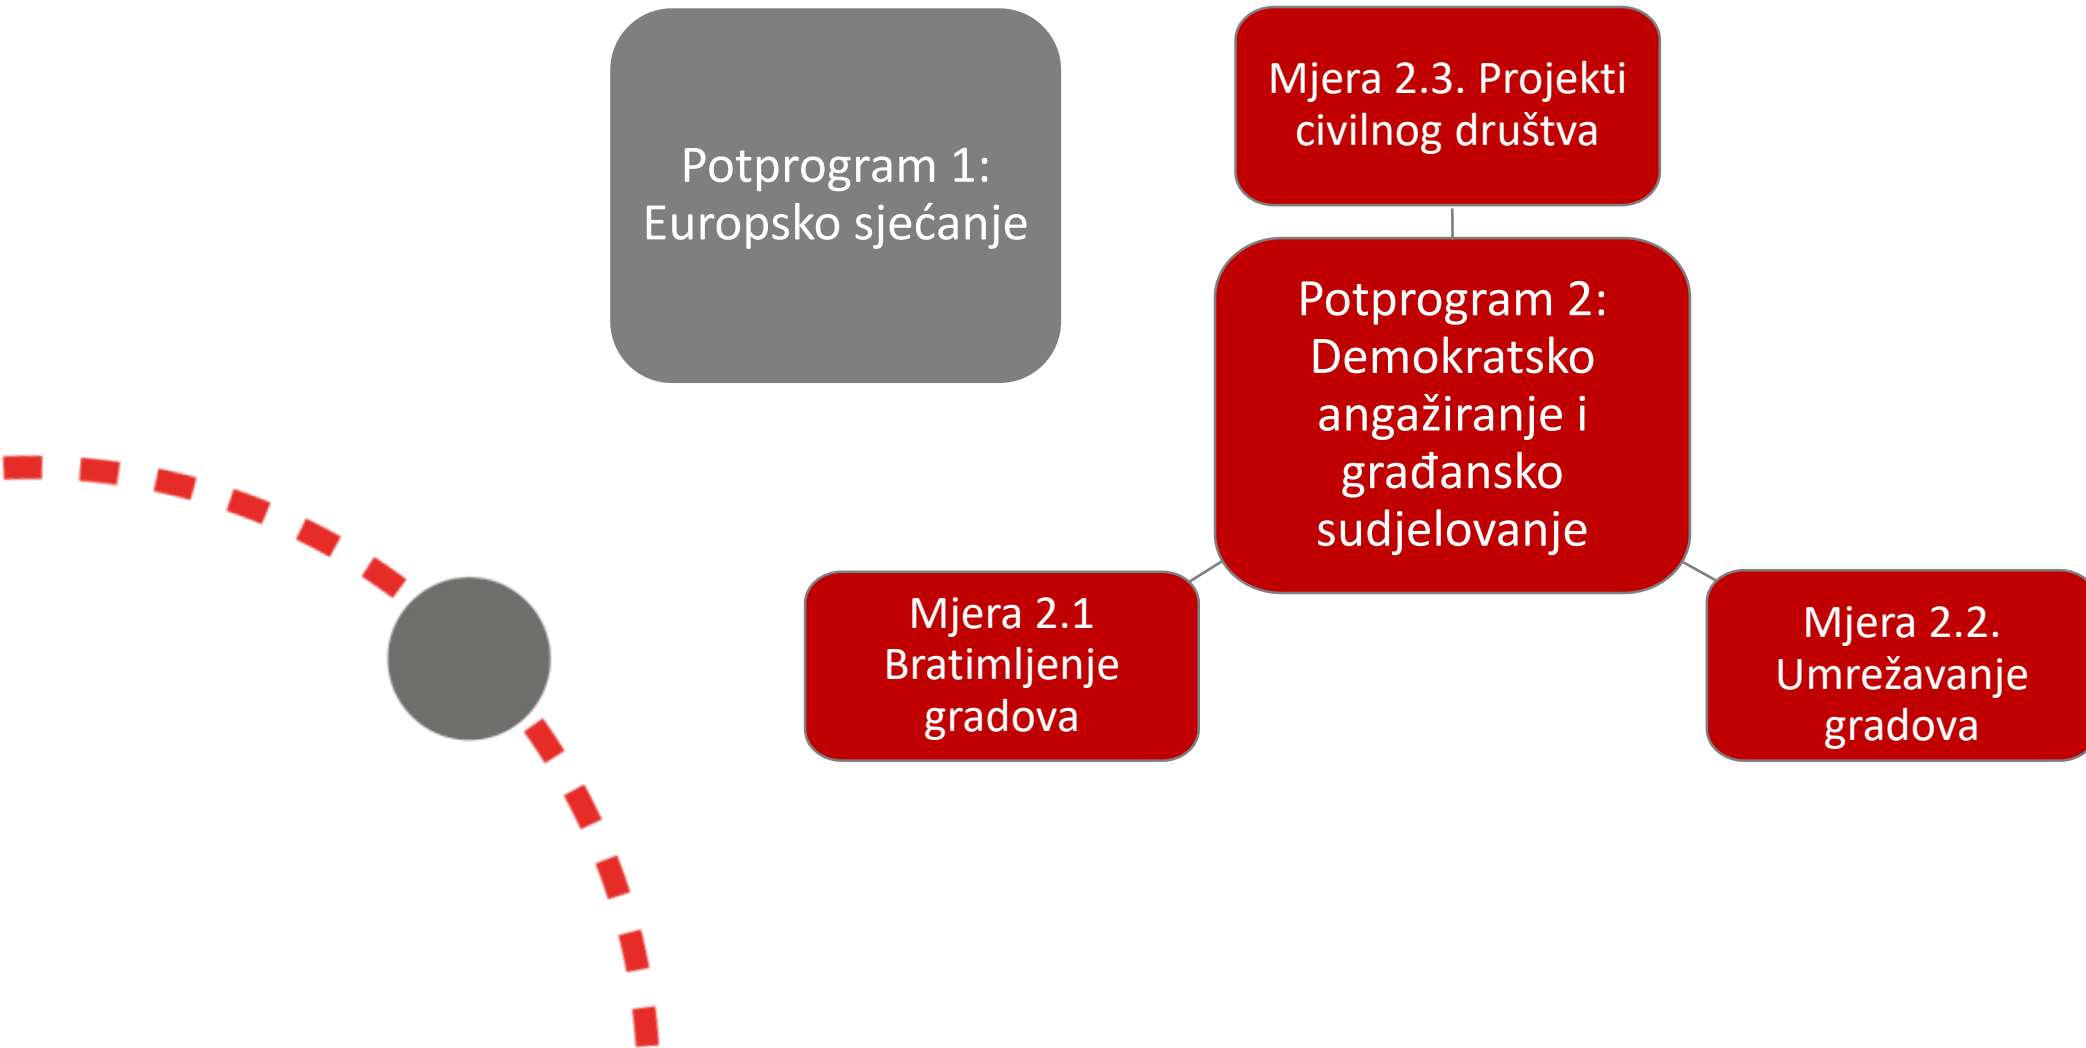 Potprogram 1:
Europsko sjećanje
Mjera 2.3. Projekti
civilnog društva
Potprogram 2:
Demokratsko
angažiranje i
građansko
sudjelovanje
Mjera 2.1
Bratimljenje
gradova
Mjera 2.2.
Umrežavanje
gradova